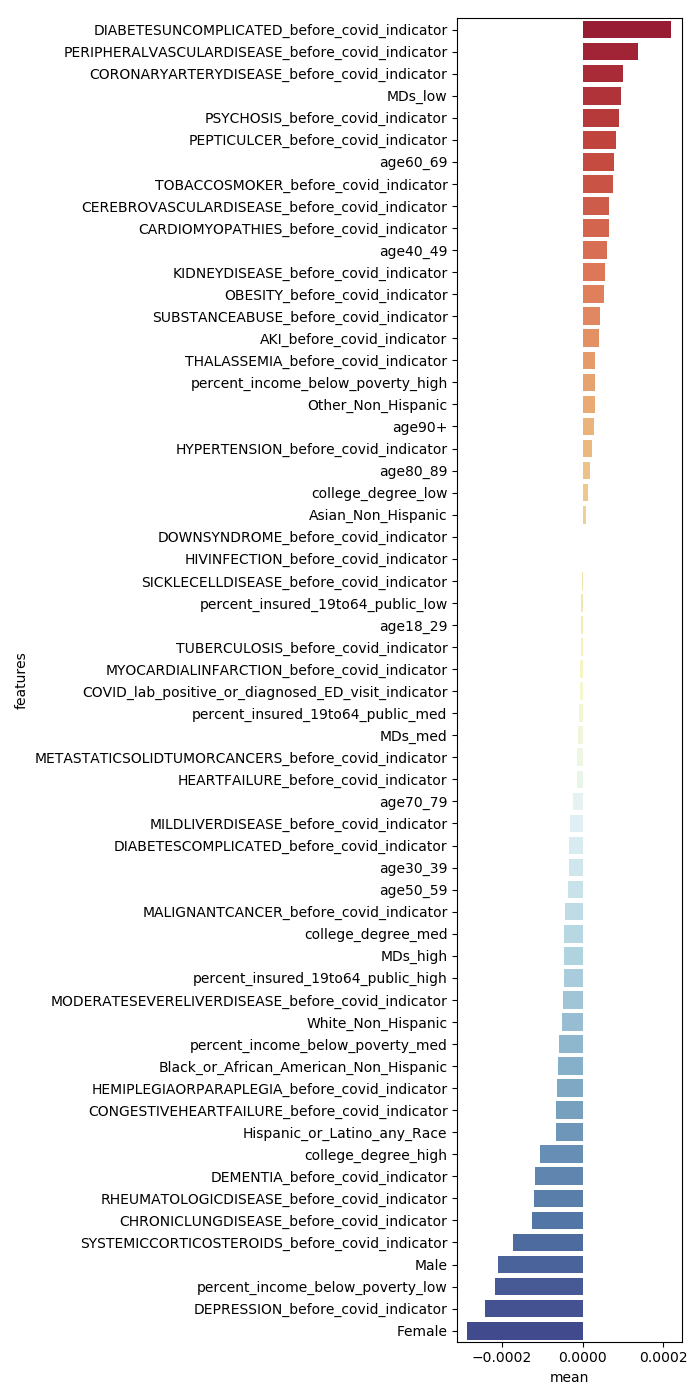 DIABETESUNCOMPLICATED_before_covid_indicator
PERIPHERALVASCULARDISEASE_before_covid_indicator
CORONARYARTERYDISEASE_before_covid_indicator
MDs_low
PSYCHOSIS_before_covid_indicator
PEPTICULCER_before_covid_indicator
age60_69
TOBACCOSMOKER_before_covid_indicator
CEREBROVASCULARDISEASE_before_covid_indicator
CARDIOMYOPATHIES_before_covid_indicator
age40_49
KIDNEYDISEASE_before_covid_indicator
OBESITY_before_covid_indicator
SUBSTANCEABUSE_before_covid_indicator
AKI_before_covid_indicator
THALASSEMIA_before_covid_indicator
percent_income_below_poverty_high
Other_Non_Hispanic
age90+
HYPERTENSION_before_covid_indicator
age80_89
college_degree_low
Asian_Non_Hispanic
DOWNSYNDROME_before_covid_indicator
HIVINFECTION_before_covid_indicator
SICKLECELLDISEASE_before_covid_indicator
percent_insured_19to64_public_low
age18_29
TUBERCULOSIS_before_covid_indicator
MYOCARDIALINFARCTION_before_covid_indicator
COVID_lab_positive_or_diagnosed_ED_visit_indicator
percent_insured_19to64_public_med
MDs_med
METASTATICSOLIDTUMORCANCERS_before_covid_indicator
HEARTFAILURE_before_covid_indicator
age70_79
MILDLIVERDISEASE_before_covid_indicator
DIABETESCOMPLICATED_before_covid_indicator
age30_39
age50_59
MALIGNANTCANCER_before_covid_indicator
college_degree_med
MDs_high
percent_insured_19to64_public_high
MODERATESEVERELIVERDISEASE_before_covid_indicator
White_Non_Hispanic
percent_income_below_poverty_med
Black_or_African_American_Non_Hispanic
HEMIPLEGIAORPARAPLEGIA_before_covid_indicator
CONGESTIVEHEARTFAILURE_before_covid_indicator
Hispanic_or_Latino_any_Race
college_degree_high
DEMENTIA_before_covid_indicator
RHEUMATOLOGICDISEASE_before_covid_indicator
CHRONICLUNGDISEASE_before_covid_indicator
SYSTEMICCORTICOSTEROIDS_before_covid_indicator
Male
percent_income_below_poverty_low
DEPRESSION_before_covid_indicator
Female
features
−0.0002 0.0000 0.0002
mean